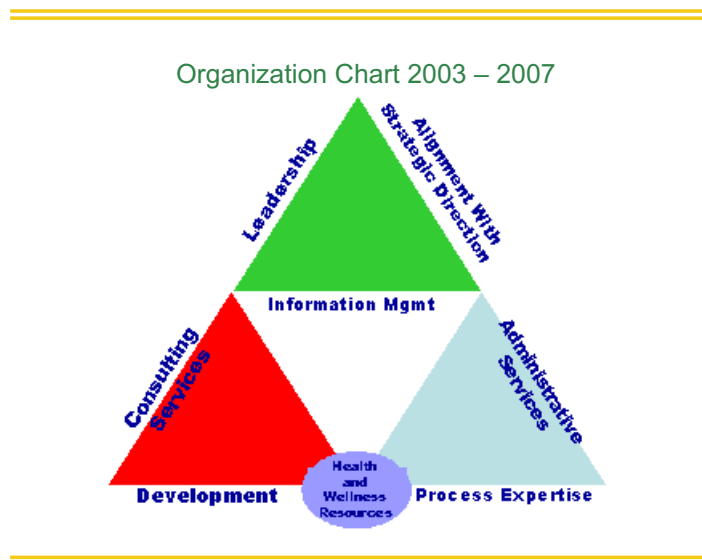 Organization Chart 2003 – 2007
Leadership
Alignment With
Strategic Direction
Information Mgmt
Consulting
Services
Administrative
Services
Development
Health
and
Wellness
Resources
Process Expertise